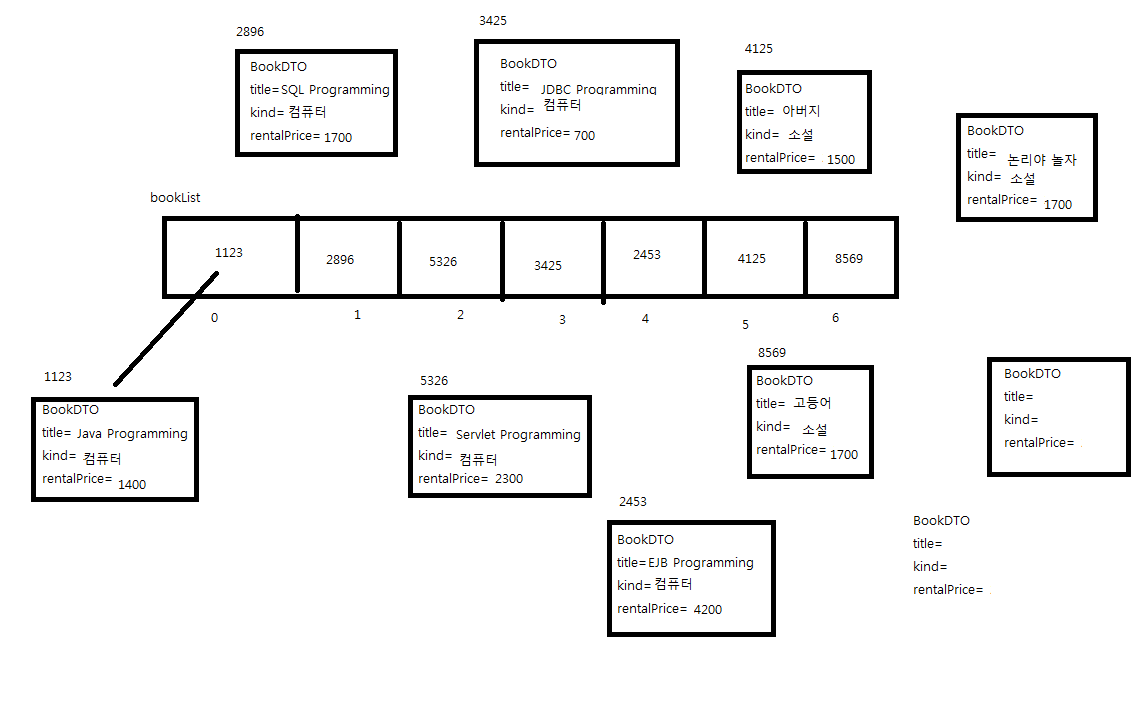 2896
BookDTO
title=SQL Programming
kind= 컴퓨터
rentalPrice= 1700
3425
BookDTO
title= JDBC Programming
kind= 컴퓨터
rentalPrice= 700
4125
BookDTO
title= 아버지
kind= 소설
rentalPrice= 1500
BookDTO
title= 논리야 놀자
kind= 소설
rentalPrice= 1700
bookList
1123 2896 5326 3425 2453 4125 8569
0 1 2 3 4 5 6
1123
BookDTO
title= Java Programming
kind= 컴퓨터
rentalPrice= 1400
5326
BookDTO
title= Servlet Programming
kind= 컴퓨터
rentalPrice= 2300
8569
BookDTO
title= 고등어
kind= 소설
rentalPrice= 1700
BookDTO
title=
kind=
rentalPrice=
2453
BookDTO
title=EJB Programming
kind= 컴퓨터
rentalPrice= 4200
BookDTO
title=
kind=
rentalPrice=